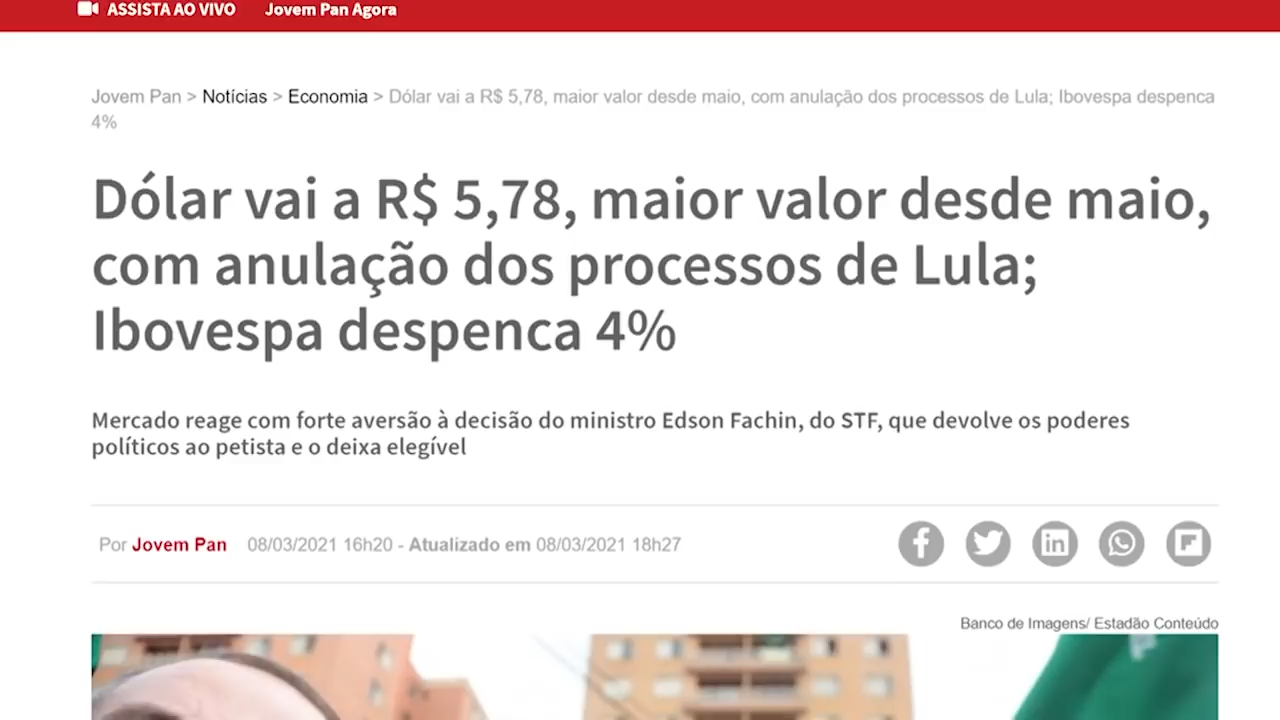 ASSISTA AO VIVO Jovem Pan Agora
Jovem Pan > Notícias > Economia > Dólar vai a R$ 5,78, maior valor desde maio, com anulação dos processos de Lula; Ibovespa despenca
4%
Dólar vai a R$ 5,78, maior valor desde maio,
com anulação dos processos de Lula;
Ibovespa despenca 4%
Mercado reage com forte aversão à decisão do ministro Edson Fachin, do STF, que devolve os poderes
políticos ao petista e o deixa elegível
Por Jovem Pan 08/03/2021 16h20 - Atualizado em 08/03/2021 18h27
Banco de Imagens/ Estadão Conteúdo